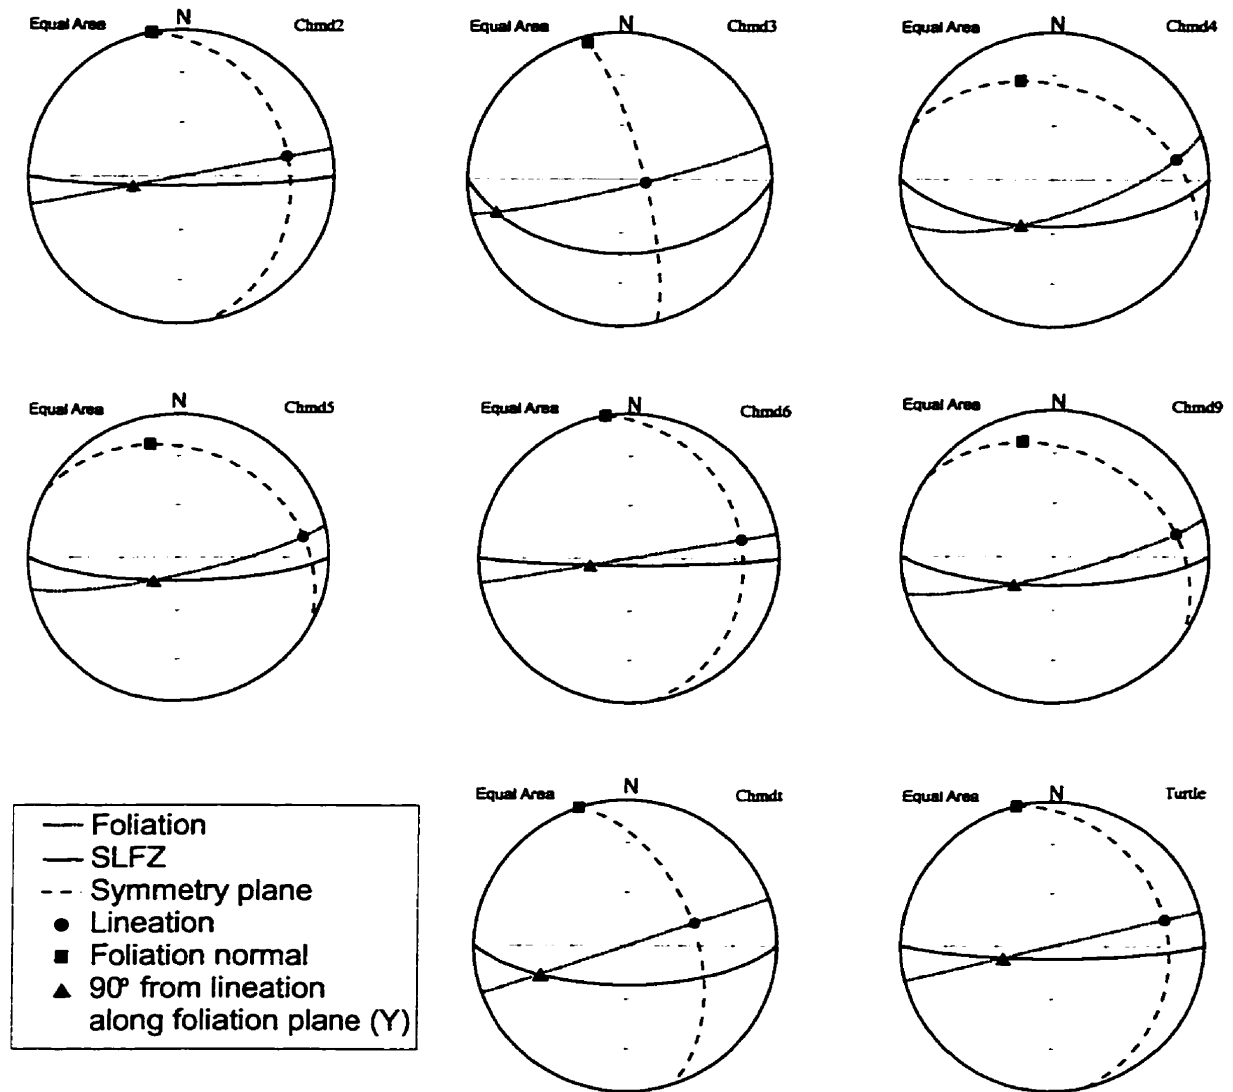 Equal Area N Chmd2
Equal Area N Chmd3
Equal Area N Chmd4
Equal Area N Chmd5
Equal Area N Chmd6
Equal Area N Chmd9
Foliation
SLFZ
Symmetry plane
Lineation
Foliation normal
90° from lineation
along foliation plane (Y)
Equal Area N Chmdt
Equal Area N Turtle